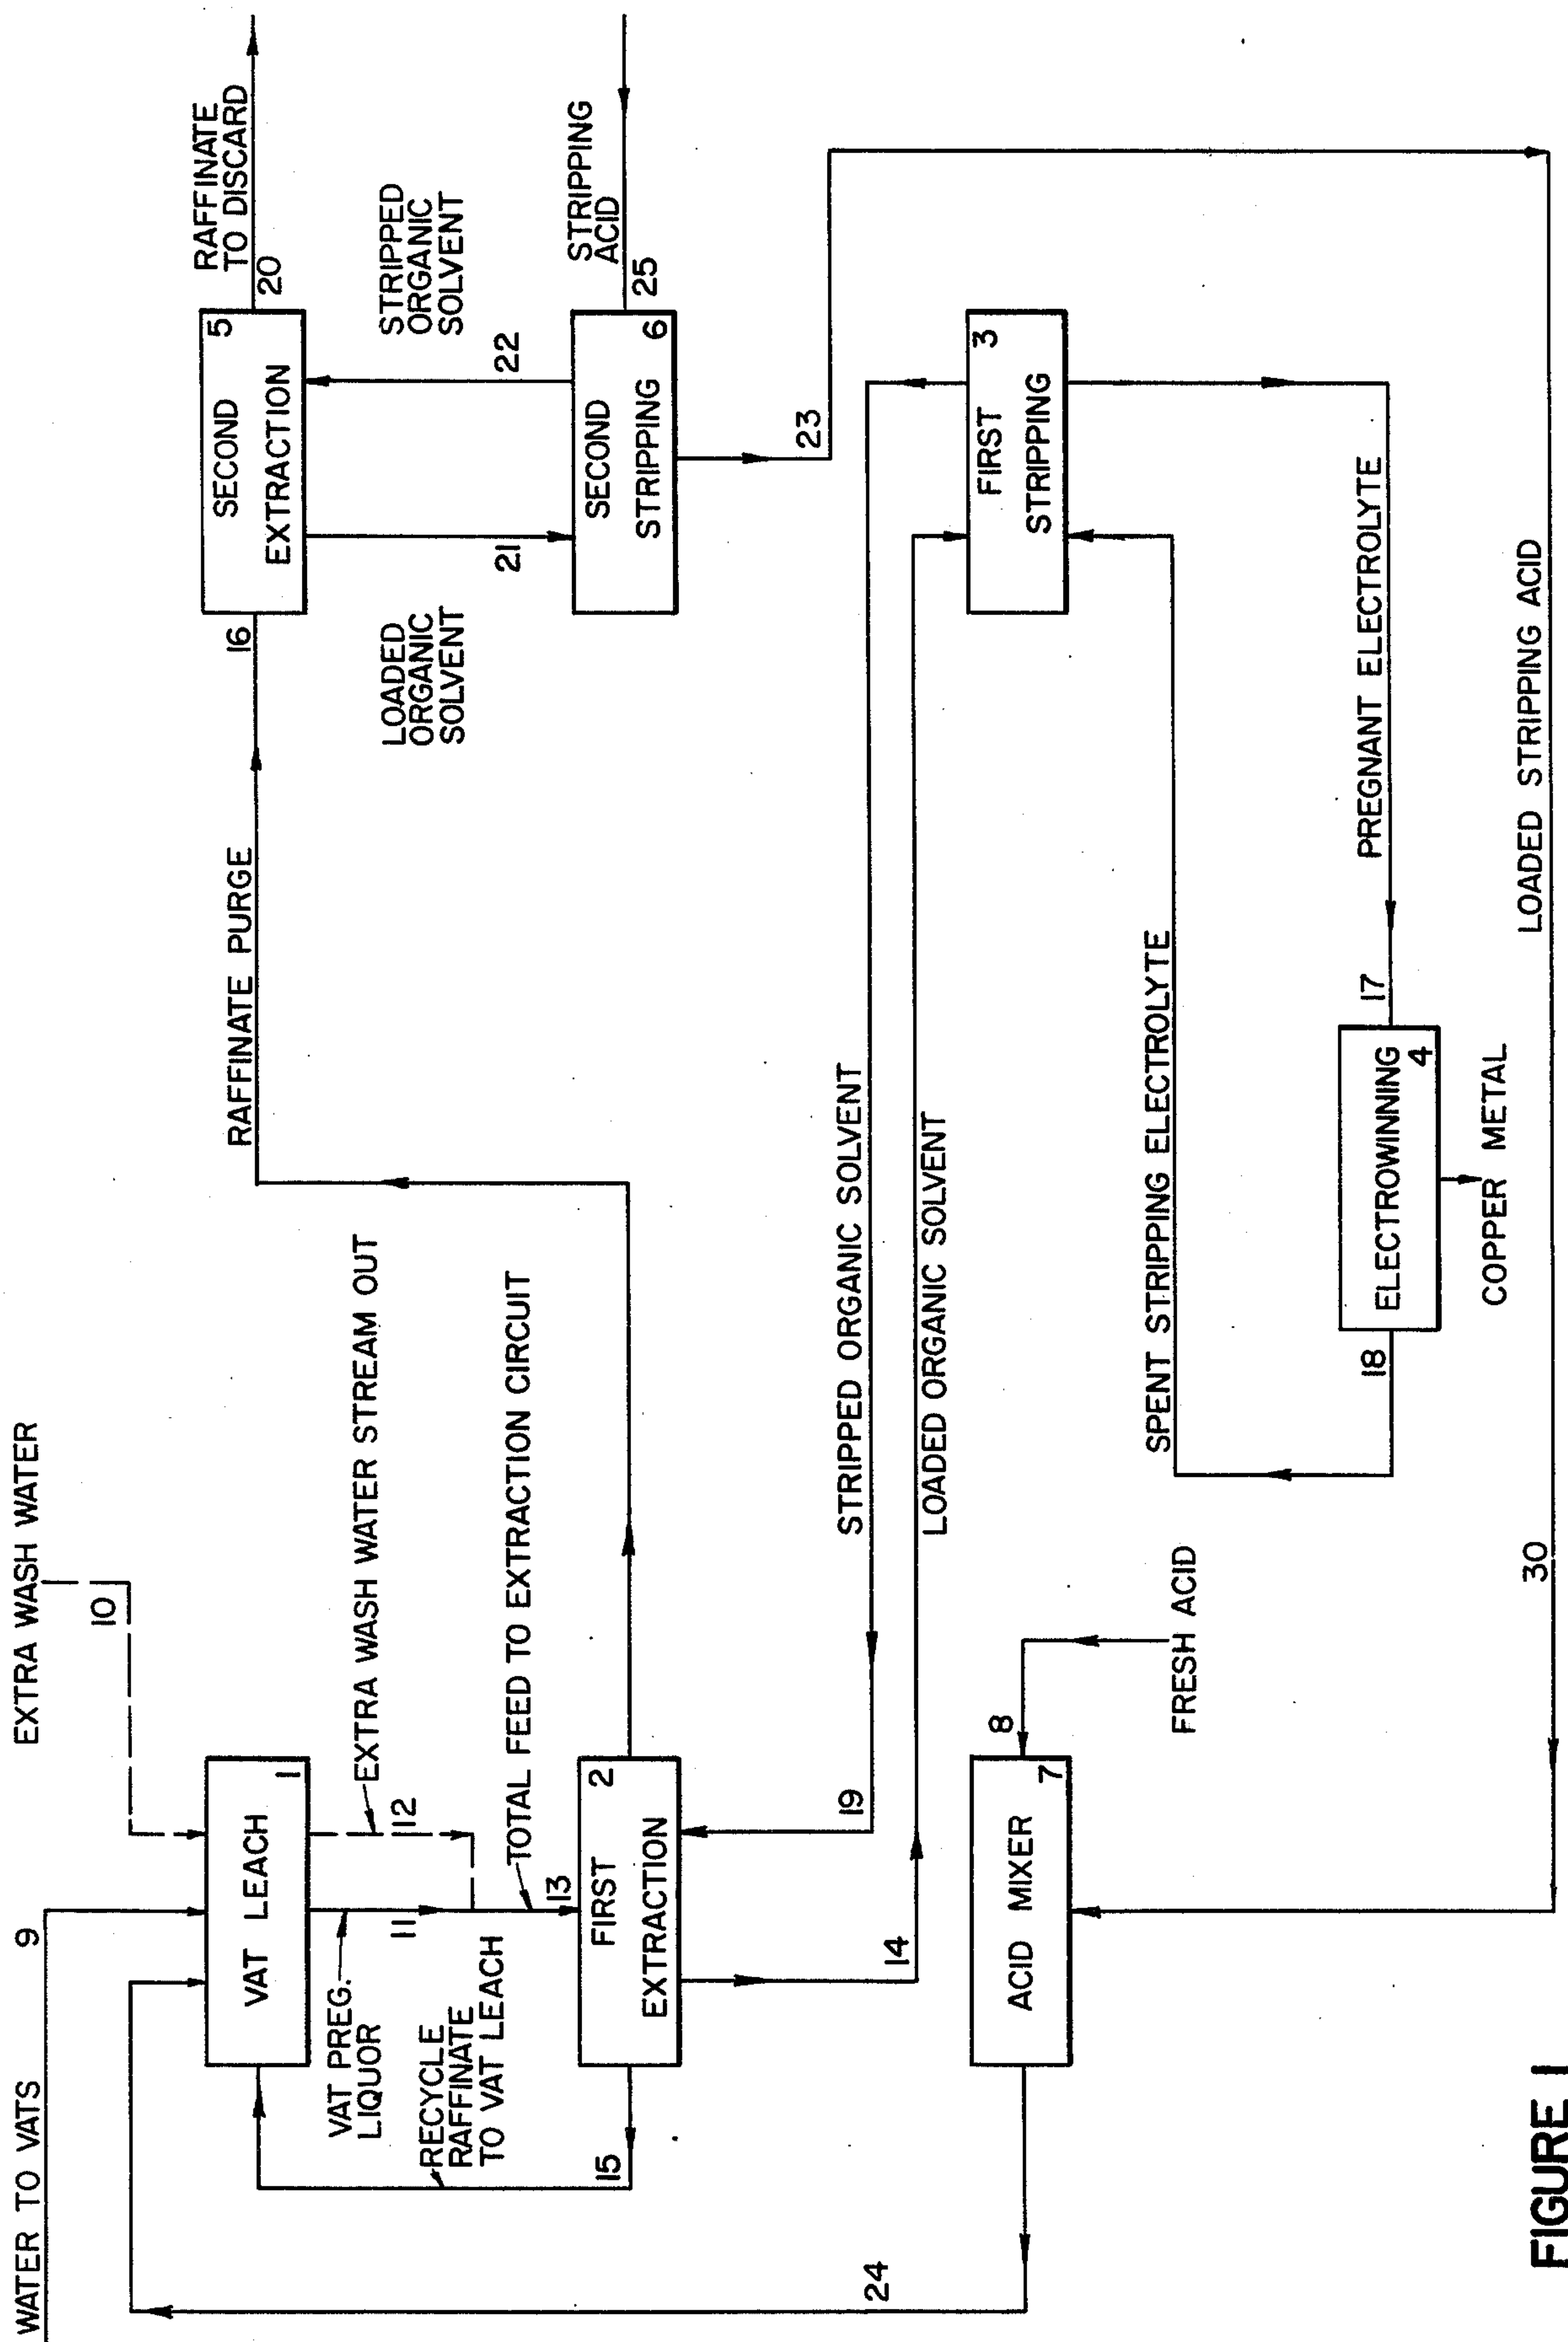 WATER TO VATS
9
EXTRA WASH WATER
10
VAT LEACH
1
VAT PREG.
LIQUOR
11
12
EXTRA WASH WATER STREAM OUT
RECYCLE
RAFFINATE
TO VAT LEACH
13
TOTAL FEED TO EXTRACTION CIRCUIT
15
FIRST
EXTRACTION
2
RAFFINATE PURGE
16
SECOND
EXTRACTION
5
RAFFINATE
TO DISCARD
20
LOADED
ORGANIC
SOLVENT
21
22
STRIPPED
ORGANIC
SOLVENT
SECOND
STRIPPING
6
STRIPPING
ACID
25
23
24
14
19
STRIPPED ORGANIC SOLVENT
LOADED ORGANIC SOLVENT
FIRST
STRIPPING
3
ACID MIXER
7
8
FRESH ACID
SPENT STRIPPING ELECTROLYTE
18
ELECTROWINNING
4
17
PREGNANT ELECTROLYTE
COPPER METAL
30
LOADED STRIPPING ACID
FIGURE 1